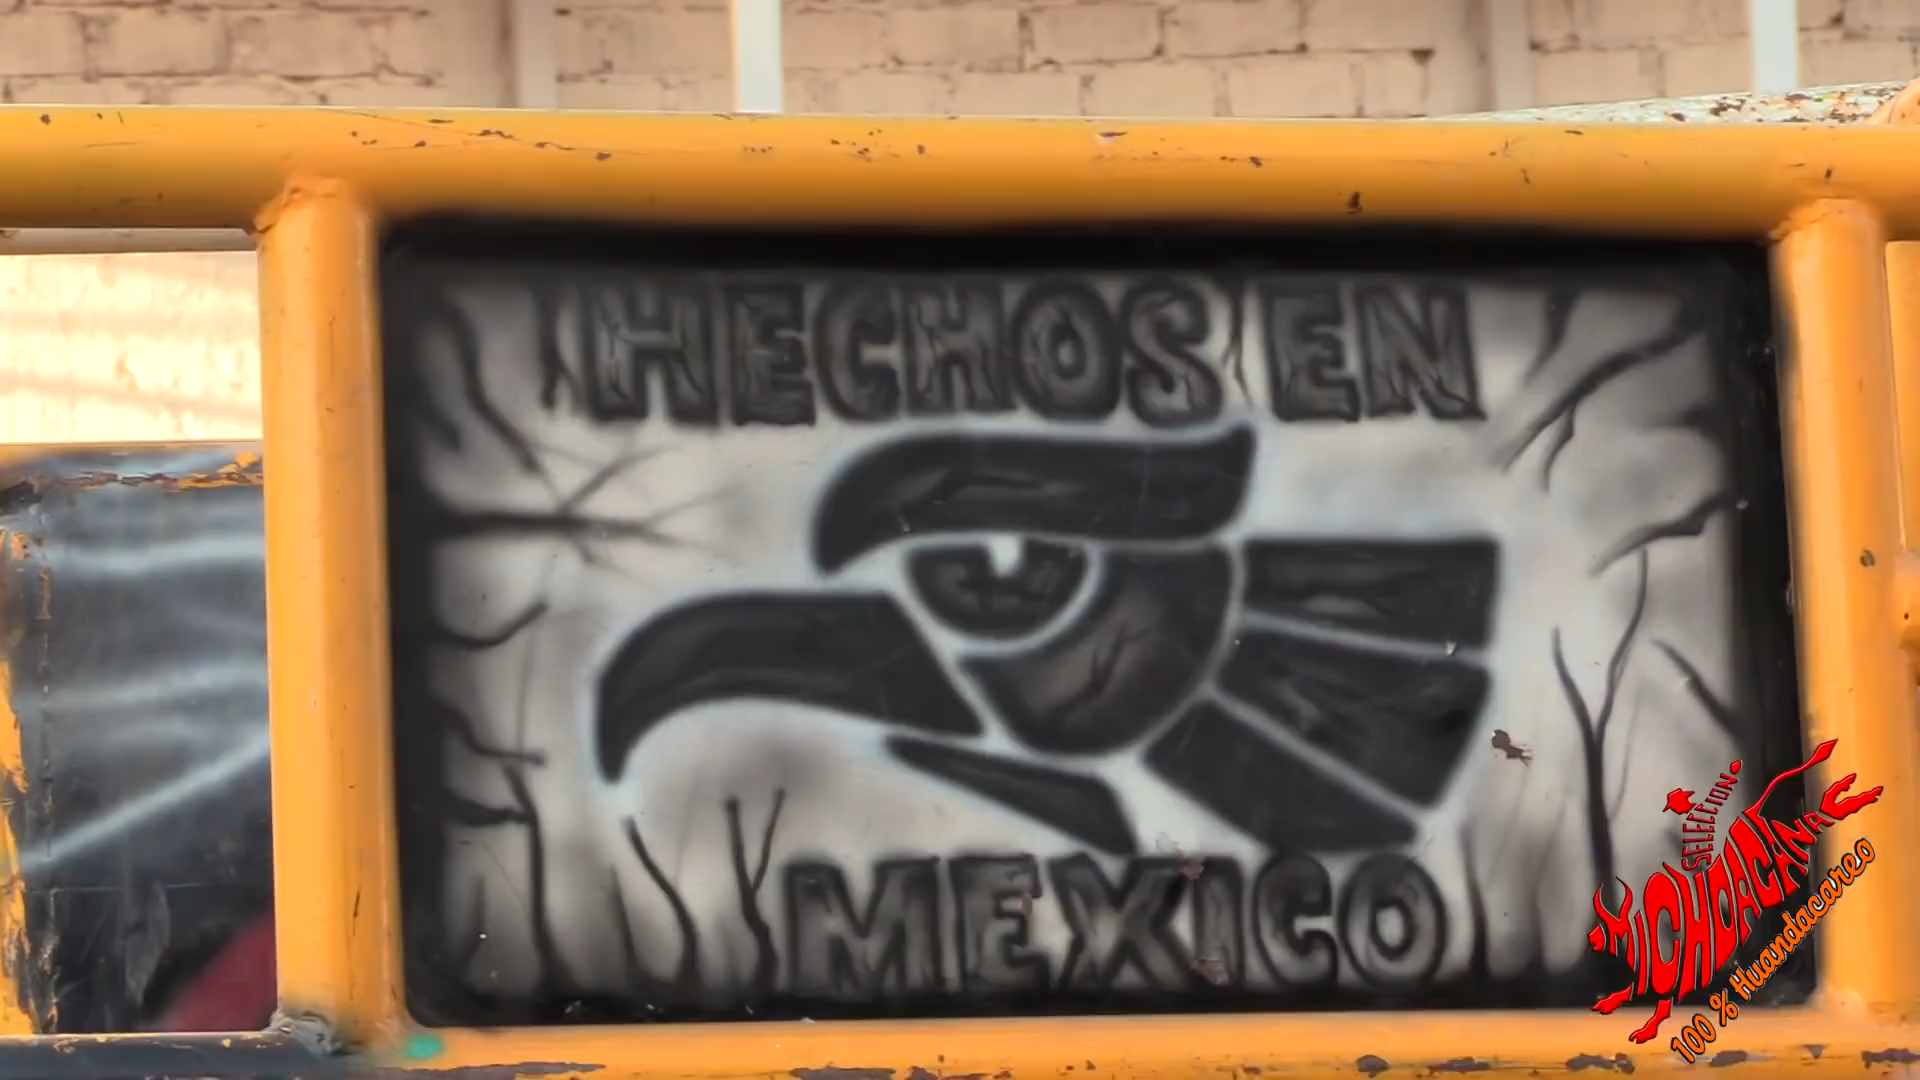 HECHOS EN
MEXICO
SELECCION
MICHOACANA
100 % Huandacareo